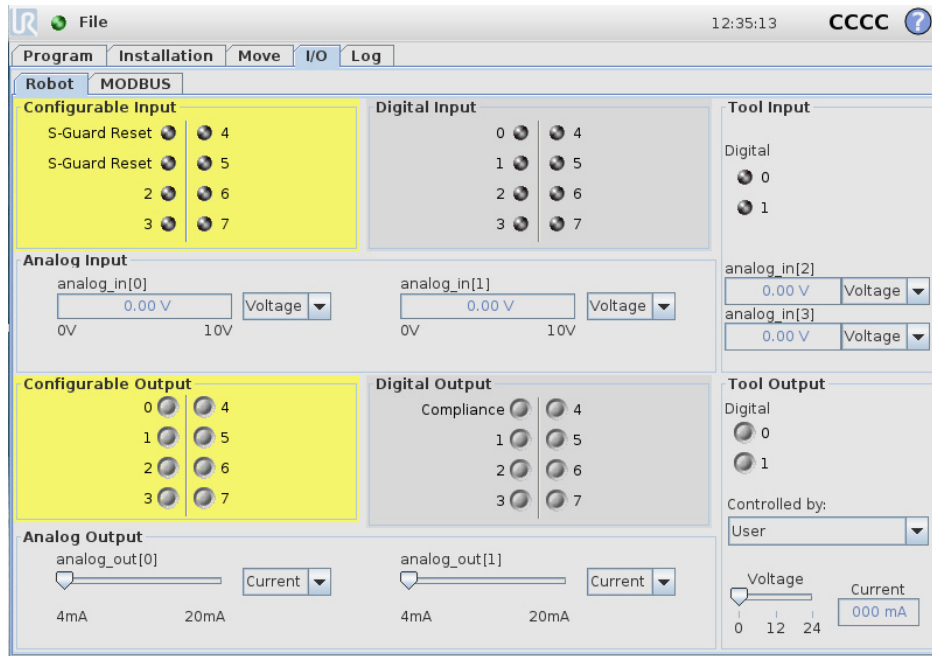 UR File 12:35:13 CCCC ?
Program Installation Move I/O Log
Robot MODBUS
Configurable Input
S-Guard Reset 4
S-Guard Reset 5
2 6
3 7
Digital Input
0 4
1 5
2 6
3 7
Tool Input
Digital
0
1
Analog Input
analog_in[0]
0.00 V Voltage
0V 10V
analog_in[1]
0.00 V Voltage
0V 10V
analog_in[2]
0.00 V Voltage
analog_in[3]
0.00 V Voltage
Configurable Output
0 4
1 5
2 6
3 7
Digital Output
Compliance 4
1 5
2 6
3 7
Tool Output
Digital
0
1
Controlled by:
User
Analog Output
analog_out[0]
Current
4mA 20mA
analog_out[1]
Current
4mA 20mA
Voltage
0 12 24
Current
000 mA